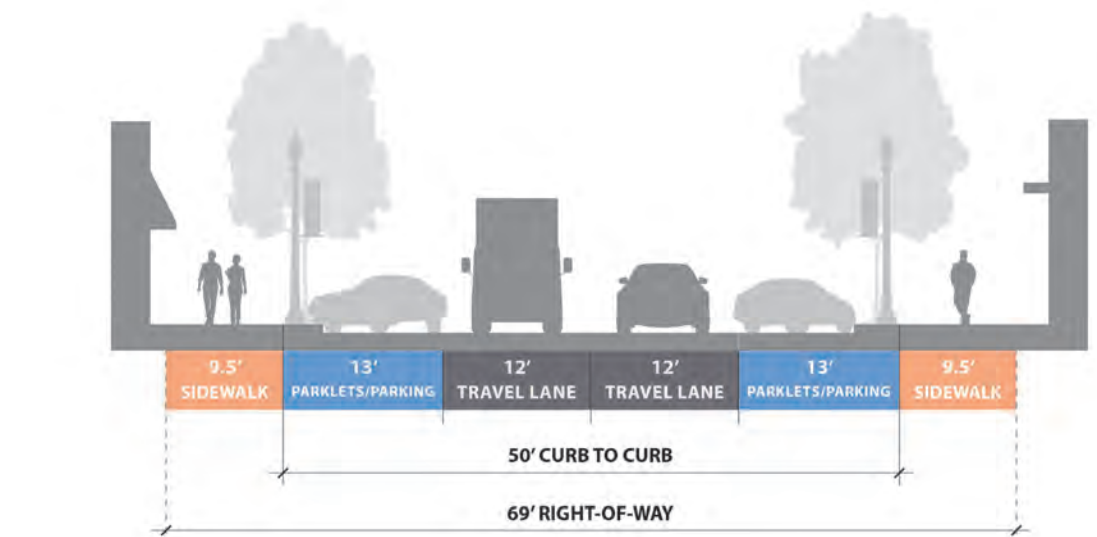 9.5′
SIDEWALK
13′
PARKLETS/PARKING
12′
TRAVEL LANE
12′
TRAVEL LANE
13′
PARKLETS/PARKING
9.5′
SIDEWALK
50′ CURB TO CURB
69′ RIGHT-OF-WAY